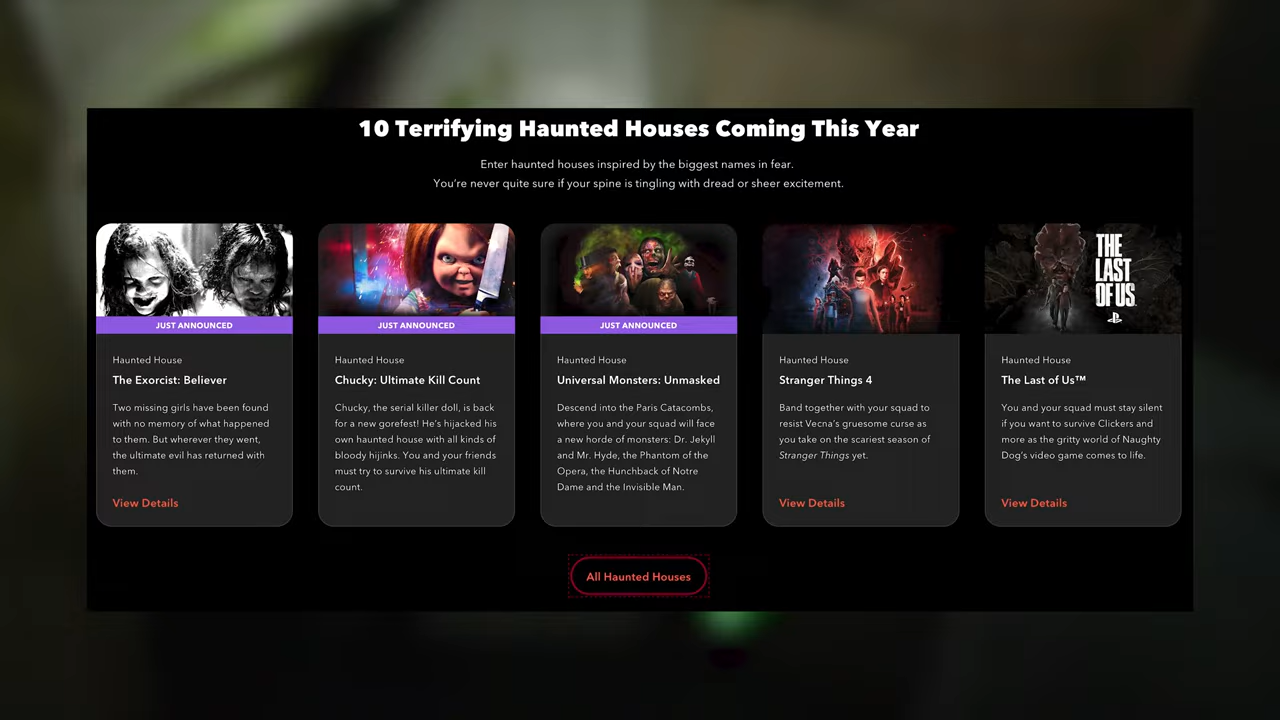 10 Terrifying Haunted Houses Coming This Year
Enter haunted houses inspired by the biggest names in fear.
You're never quite sure if your spine is tingling with dread or sheer excitement.
JUST ANNOUNCED
Haunted House
The Exorcist: Believer
Two missing girls have been found
with no memory of what happened
to them. But wherever they went,
the ultimate evil has returned with
them.
View Details
JUST ANNOUNCED
Haunted House
Chucky: Ultimate Kill Count
Chucky, the serial killer doll, is back
for a new gorefest! He's hijacked his
own haunted house with all kinds of
bloody hijinks. You and your friends
must try to survive his ultimate kill
count.
JUST ANNOUNCED
Haunted House
Universal Monsters: Unmasked
Descend into the Paris Catacombs,
where you and your squad will face
a new horde of monsters: Dr. Jekyll
and Mr. Hyde, the Phantom of the
Opera, the Hunchback of Notre
Dame and the Invisible Man.
Haunted House
Stranger Things 4
Band together with your squad to
resist Vecna's gruesome curse as
you take on the scariest season of
Stranger Things yet.
View Details
THE
LAST
OF US
Haunted House
The Last of Us™
You and your squad must stay silent
if you want to survive Clickers and
more as the gritty world of Naughty
Dog's video game comes to life.
View Details
All Haunted Houses